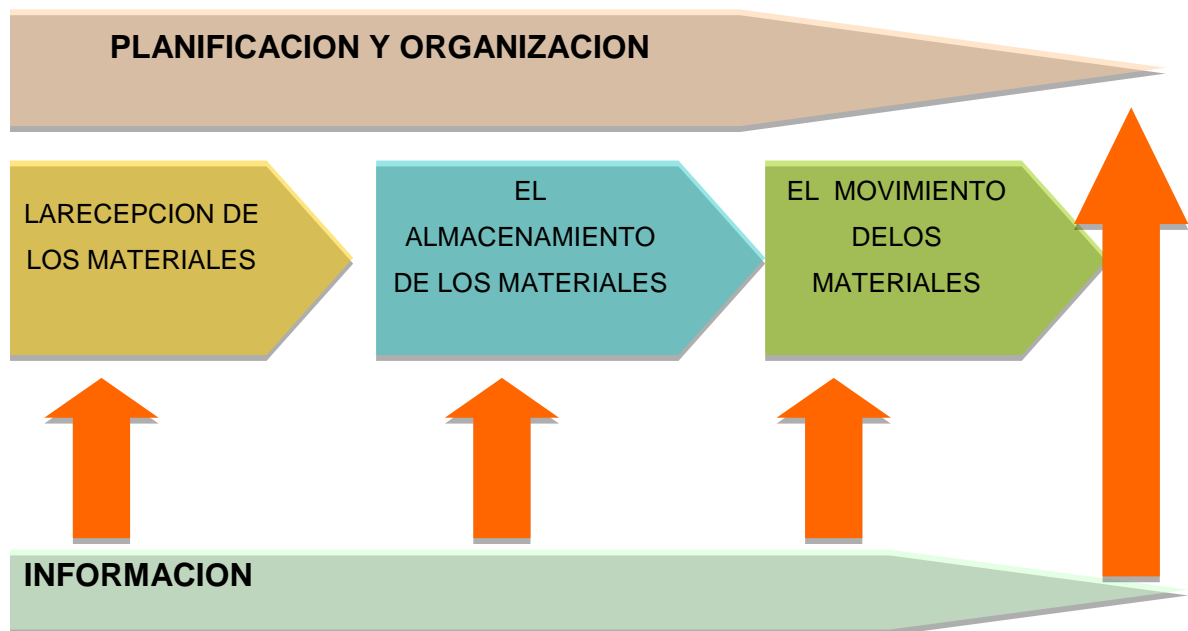 PLANIFICACION Y ORGANIZACION
LARECEPCION DE
LOS MATERIALES
EL
ALMACENAMIENTO
DE LOS MATERIALES
EL MOVIMIENTO
DELOS
MATERIALES
INFORMACION